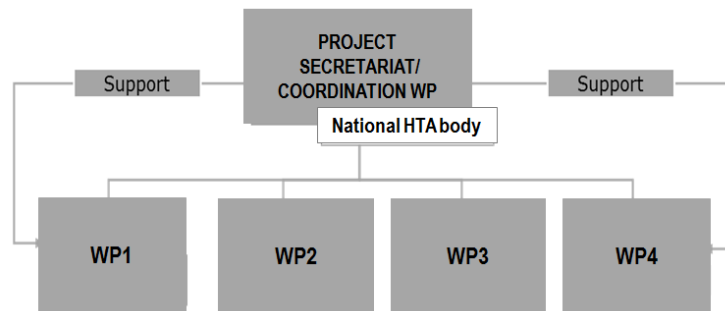 PROJECT
SECRETARIAT/
COORDINATION WP
Support
Support
National HTA body
WP1
WP2
WP3
WP4